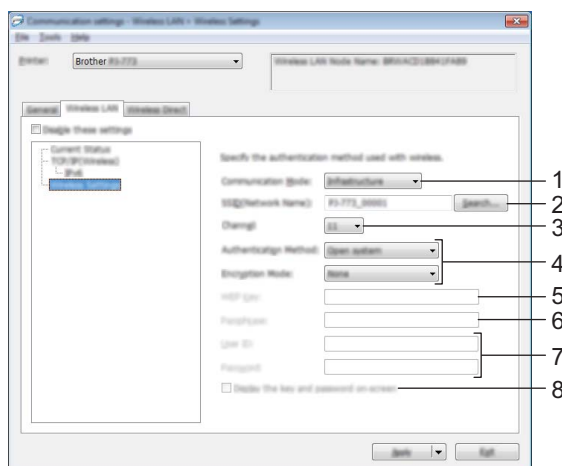 Communication settings - Wireless LAN > Wireless Settings
File Tools Help
Printer: Brother PJ-773
Wireless LAN Node Name:
General Wireless LAN Wireless Direct
Disable these settings
Current Status
TCP/IP(Wireless)
IPv6
Wireless Settings
Specify the authentication method used with wireless.
Communication Mode: Infrastructure 1
SSID(Network Name): PJ-773_00001 Search... 2
Channel: 11 3
Authentication Method: Open system
4
Encryption Mode: None
WEP Key: 5
Passphrase: 6
User ID:
7
Password:
Display the key and password on screen 8
Apply Exit